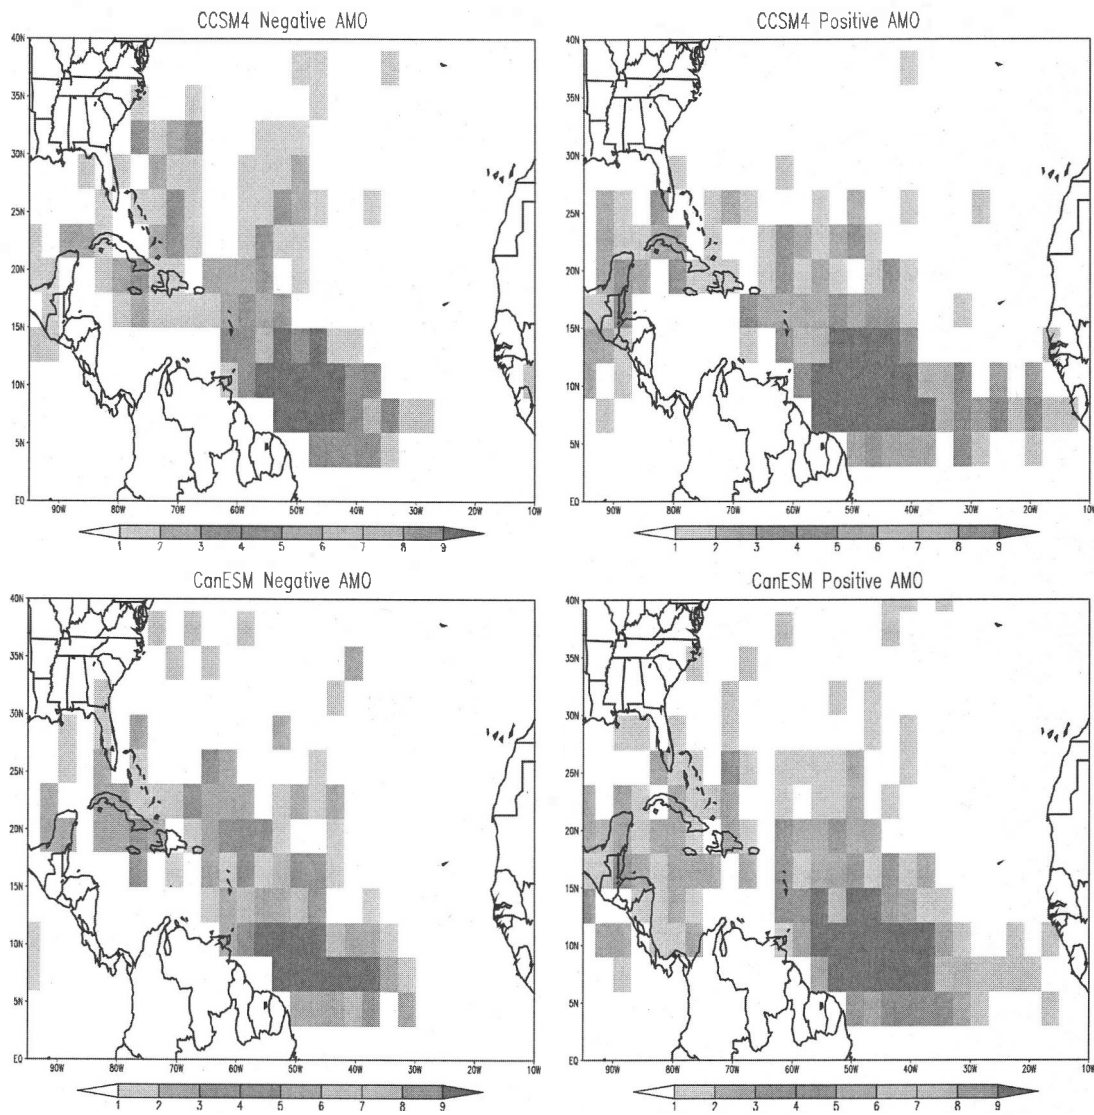 CCSM4 Negative AMO
40N
35N
30N
25N
20N
15N
10N
5N
EQ
90W 80W 70W 60W 50W 40W 30W 20W 10W
1 2 3 4 5 6 7 8 9
CCSM4 Positive AMO
40N
35N
30N
25N
20N
15N
10N
5N
EQ
90W 80W 70W 60W 50W 40W 30W 20W 10W
1 2 3 4 5 6 7 8 9
CanESM Negative AMO
40N
35N
30N
25N
20N
15N
10N
5N
EQ
90W 80W 70W 60W 50W 40W 30W 20W 10W
1 2 3 4 5 6 7 8 9
CanESM Positive AMO
40N
35N
30N
25N
20N
15N
10N
5N
EQ
90W 80W 70W 60W 50W 40W 30W 20W 10W
1 2 3 4 5 6 7 8 9